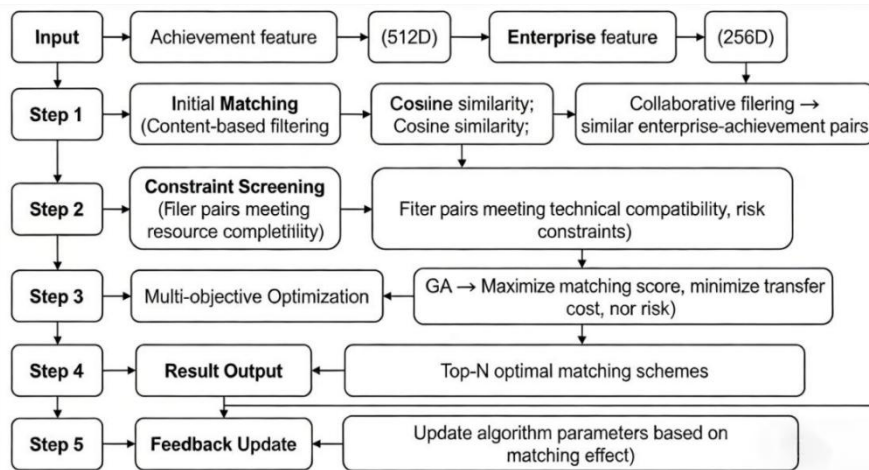 Input
Achievement feature
(512D)
Enterprise feature
(256D)
Step 1
Initial Matching
(Content-based filtering
Cosine similarity;
Cosine similarity;
Collaborative filering →
similar enterprise-achievement pairs
Step 2
Constraint Screening
(Filer pairs meeting
resource completility)
Fiter pairs meeting technical compatibility, risk
constraints)
Step 3
Multi-objective Optimization
GA → Maximize matching score, minimize transfer
cost, nor risk)
Step 4
Result Output
Top-N optimal matching schemes
Step 5
Feedback Update
Update algorithm parameters based on
matching effect)